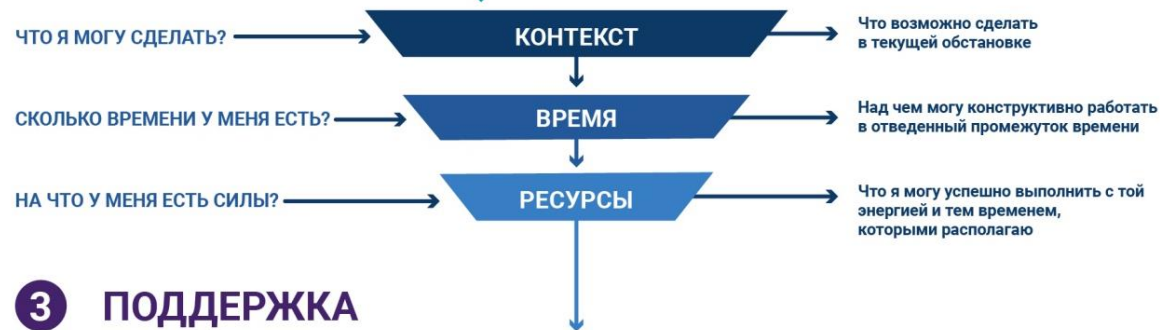 ЧТО Я МОГУ СДЕЛАТЬ?
КОНТЕКСТ
Что возможно сделать
в текущей обстановке
СКОЛЬКО ВРЕМЕНИ У МЕНЯ ЕСТЬ?
ВРЕМЯ
Над чем могу конструктивно работать
в отведенный промежуток времени
НА ЧТО У МЕНЯ ЕСТЬ СИЛЫ?
РЕСУРСЫ
Что я могу успешно выполнить с той
энергией и тем временем,
которыми располагаю
3 ПОДДЕРЖКА